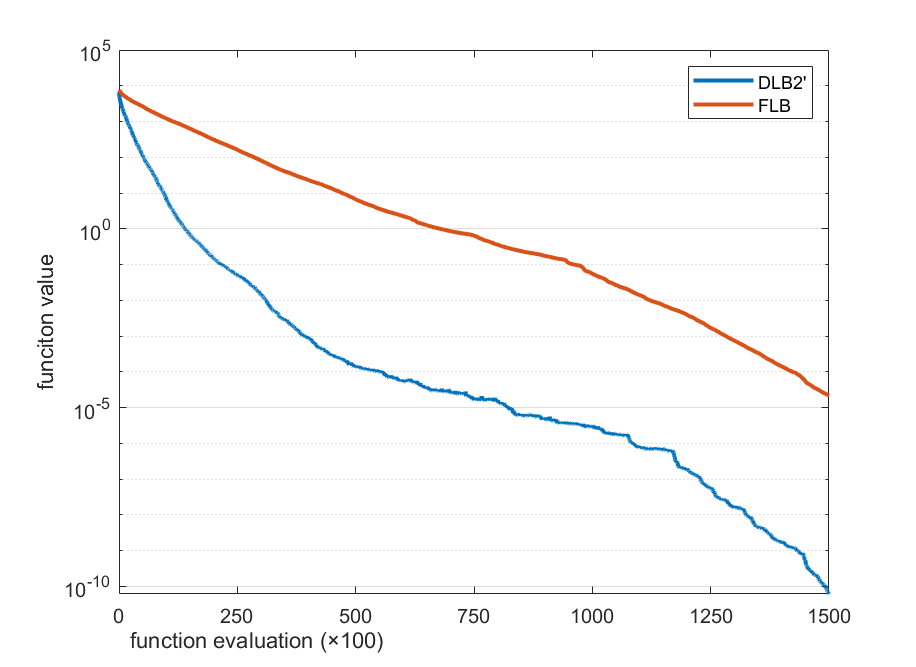 10^5
DLB2'
FLB
10^0
funciton value
10^-5
10^-10
0 250 500 750 1000 1250 1500
function evaluation (×100)